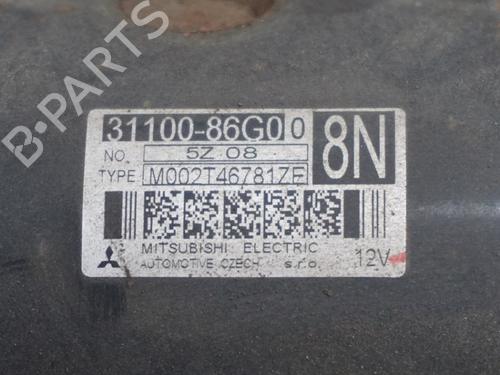 31100-86G00
8N
NO. 5Z 08
TYPE M002T46781ZE
MITSUBISHI ELECTRIC
AUTOMOTIVE CZECH s.r.o. 12V
B-PARTS